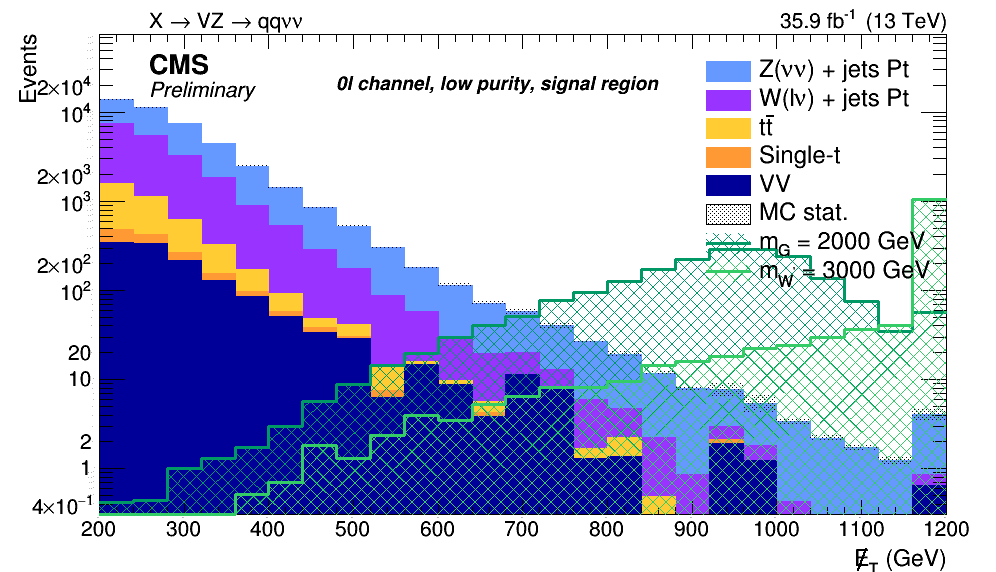 X → VZ → qqνν
35.9 fb⁻¹ (13 TeV)
Events
CMS
Preliminary
0l channel, low purity, signal region
Z(νν) + jets Pt
W(lν) + jets Pt
tt̄
Single-t
VV
MC stat.
m_G = 2000 GeV
m_W' = 3000 GeV
2×10⁴
10⁴
2×10³
10³
2×10²
10²
20
10
2
1
4×10⁻¹
200 300 400 500 600 700 800 900 1000 1100 1200
E̸_T (GeV)